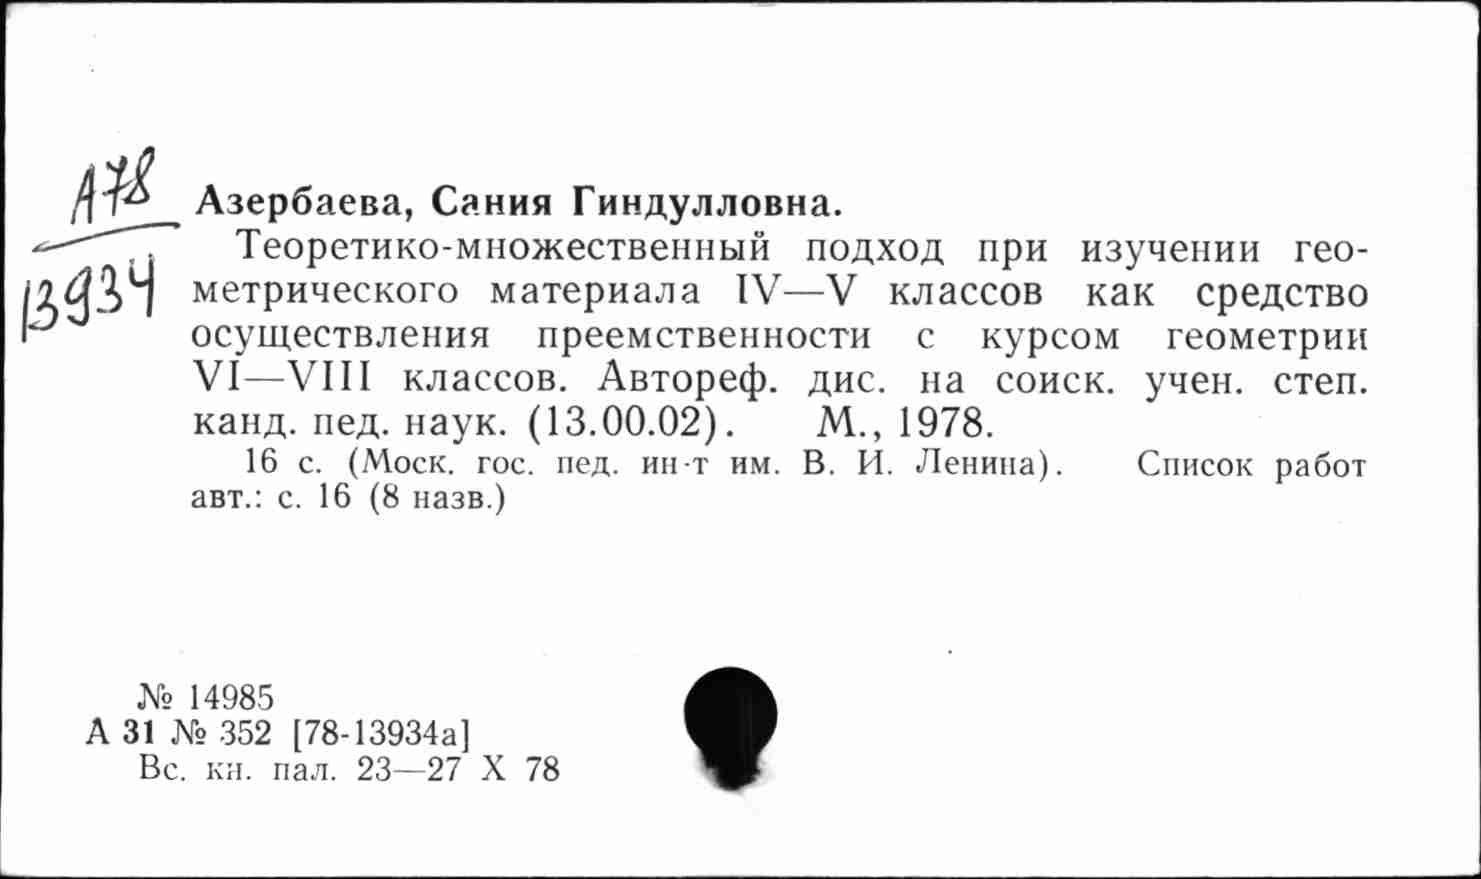 А78
13934
Азербаева, Сания Гиндулловна.
Теоретико-множественный подход при изучении гео-
метрического материала IV—V классов как средство
осуществления преемственности с курсом геометрии
VI—VIII классов. Автореф. дис. на соиск. учен. степ.
канд. пед. наук. (13.00.02). М., 1978.
16 с. (Моск. гос. пед. ин-т им. В. И. Ленина). Список работ
авт.: с. 16 (8 назв.)
№ 14985
А 31 № 352 [78-13934а]
Вс. кн. пал. 23—27 X 78